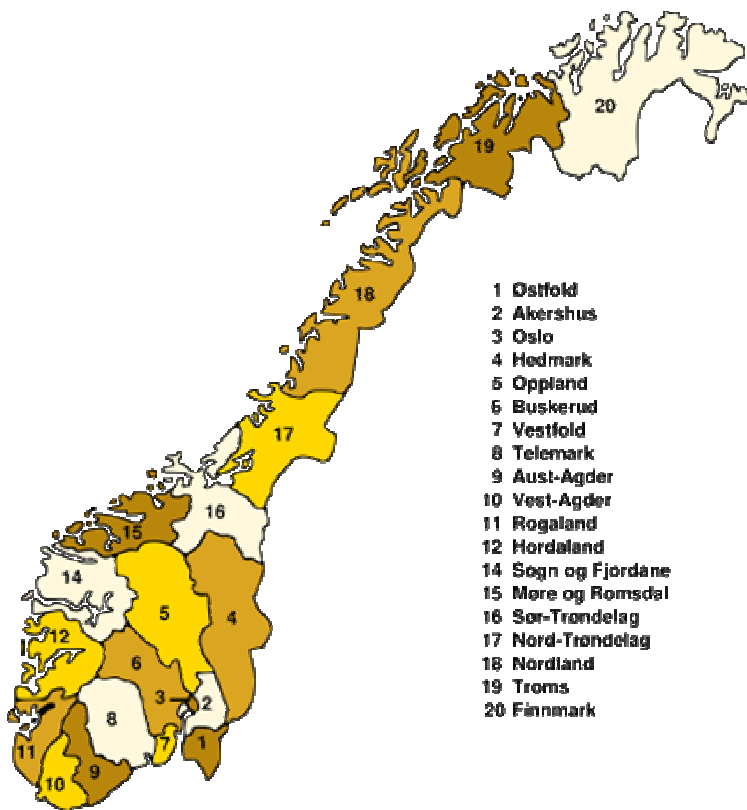 20
19
18
17
16
15
14
5
4
12
6
3
2
8
7
1
11
9
10
1 Østfold
2 Akershus
3 Oslo
4 Hedmark
5 Oppland
6 Buskerud
7 Vestfold
8 Telemark
9 Aust-Agder
10 Vest-Agder
11 Rogaland
12 Hordaland
14 Sogn og Fjordane
15 Møre og Romsdal
16 Sør-Trøndelag
17 Nord-Trøndelag
18 Nordland
19 Troms
20 Finnmark